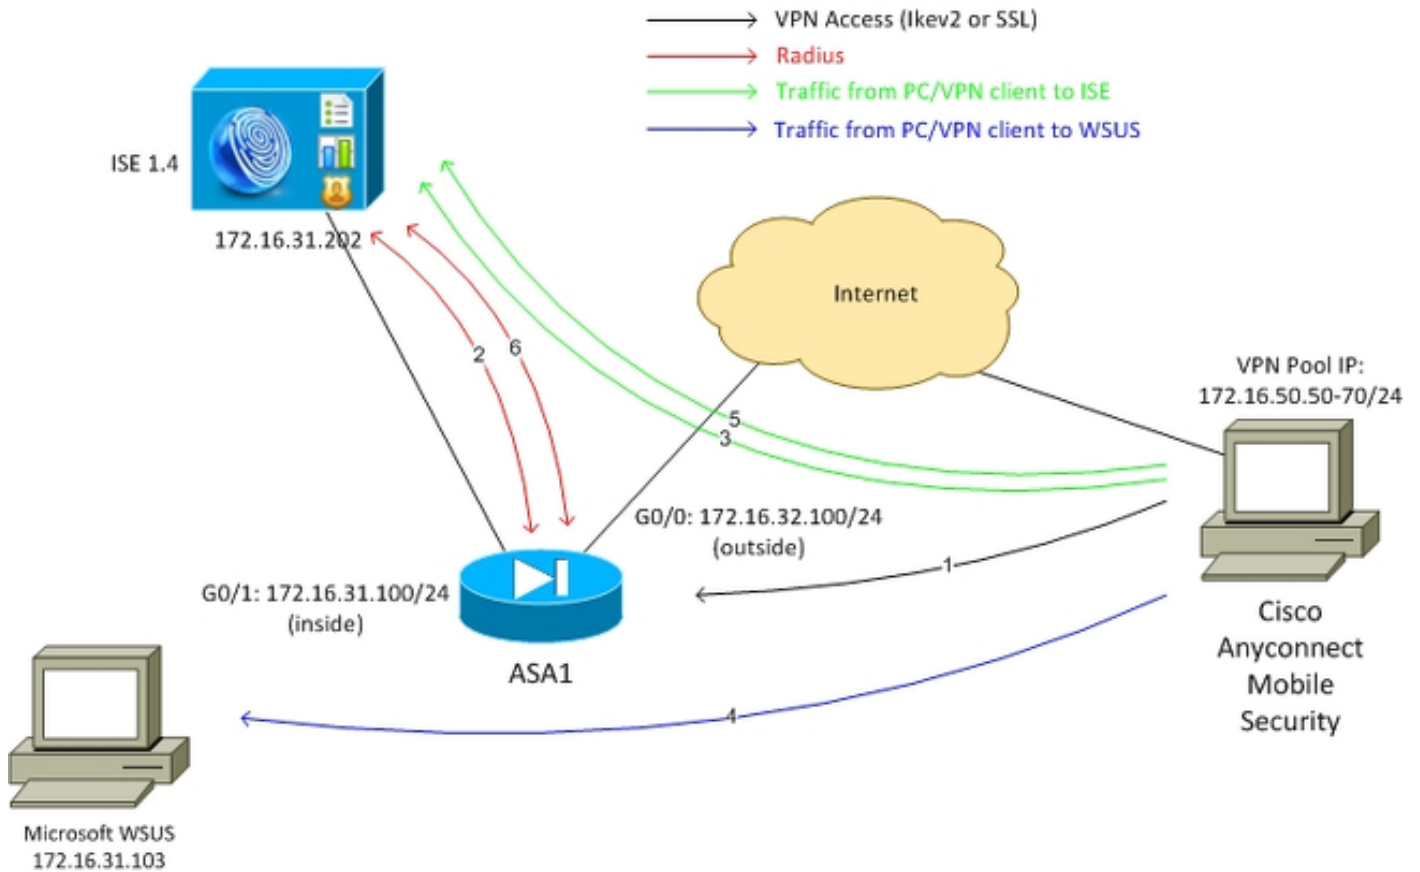 VPN Access (Ikev2 or SSL)
Radius
Traffic from PC/VPN client to ISE
Traffic from PC/VPN client to WSUS
ISE 1.4
172.16.31.202
Internet
2
6
VPN Pool IP:
172.16.50.50-70/24
5
3
G0/0: 172.16.32.100/24
(outside)
1
G0/1: 172.16.31.100/24
(inside)
ASA1
Cisco
Anyconnect
Mobile
Security
4
Microsoft WSUS
172.16.31.103